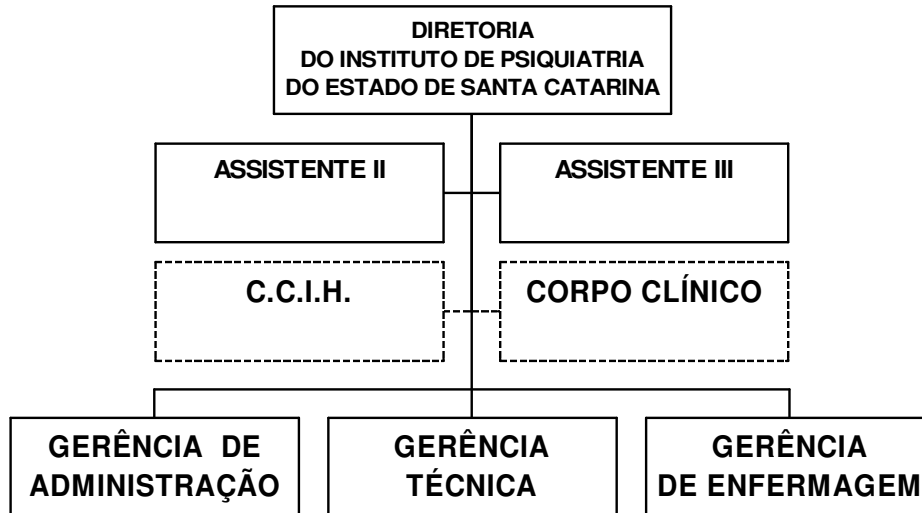 DIRETORIA
DO INSTITUTO DE PSIQUIATRIA
DO ESTADO DE SANTA CATARINA
ASSISTENTE II
ASSISTENTE III
C.C.I.H.
CORPO CLÍNICO
GERÊNCIA DE
ADMINISTRAÇÃO
GERÊNCIA
TÉCNICA
GERÊNCIA
DE ENFERMAGEM